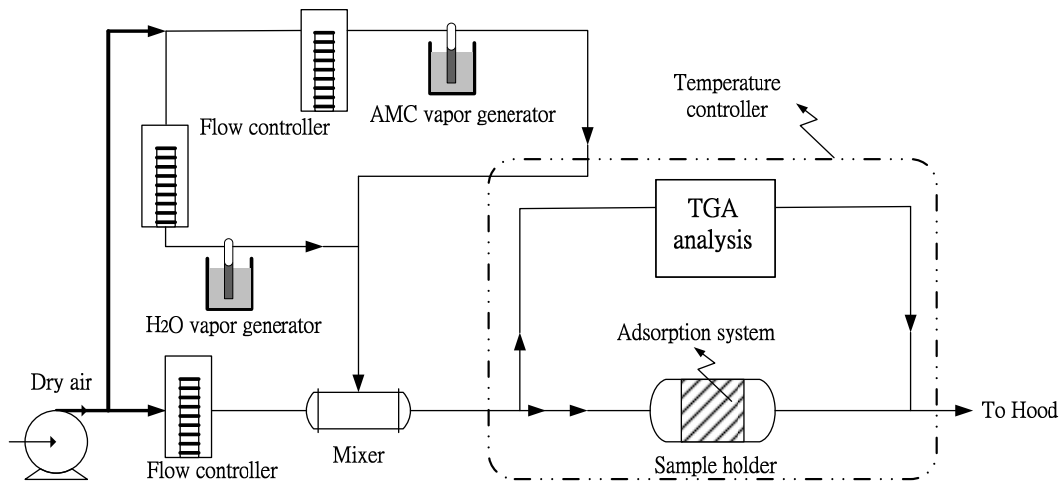 Flow controller
AMC vapor generator
Temperature
controller
TGA
analysis
H2O vapor generator
Adsorption system
Dry air
Flow controller
Mixer
Sample holder
To Hood